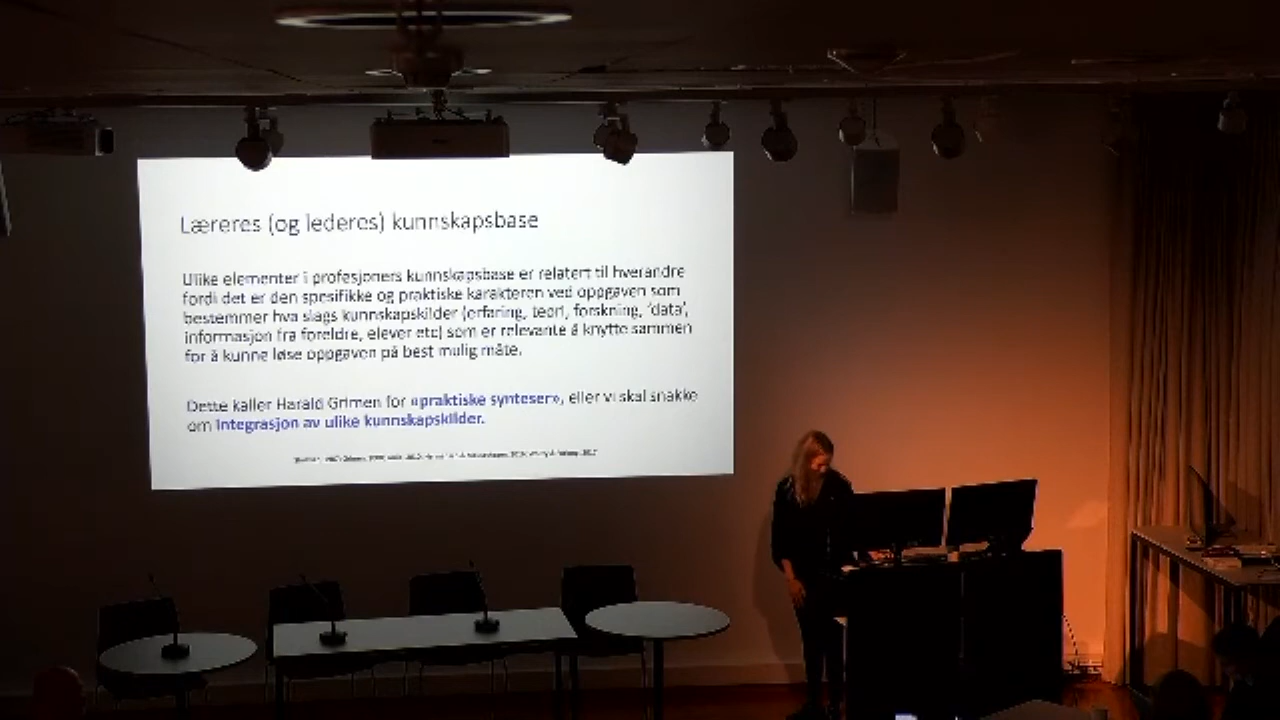 Læreres (og lederes) kunnskapsbase
Ulike elementer i profesjoners kunnskapsbase er relatert til hverandre
fordi det er den spesifikke og praktiske karakteren ved oppgaven som
bestemmer hva slags kunnskapskilder (erfaring, teori, forskning, 'data',
informasjon fra foreldre, elever etc) som er relevante å knytte sammen
for å kunne løse oppgaven på best mulig måte.
Dette kaller Harald Grimen for «praktiske synteser», eller vi skal snakke
om integrasjon av ulike kunnskapskilder.